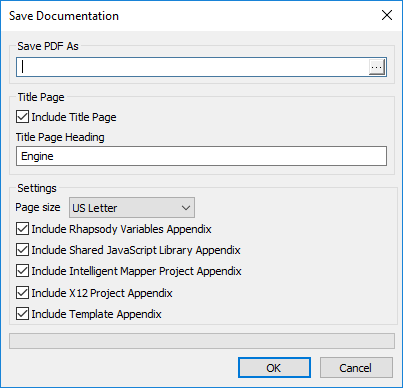 Save Documentation
Save PDF As
...
Title Page
Include Title Page
Title Page Heading
Engine
Settings
Page size US Letter
Include Rhapsody Variables Appendix
Include Shared JavaScript Library Appendix
Include Intelligent Mapper Project Appendix
Include X12 Project Appendix
Include Template Appendix
OK Cancel